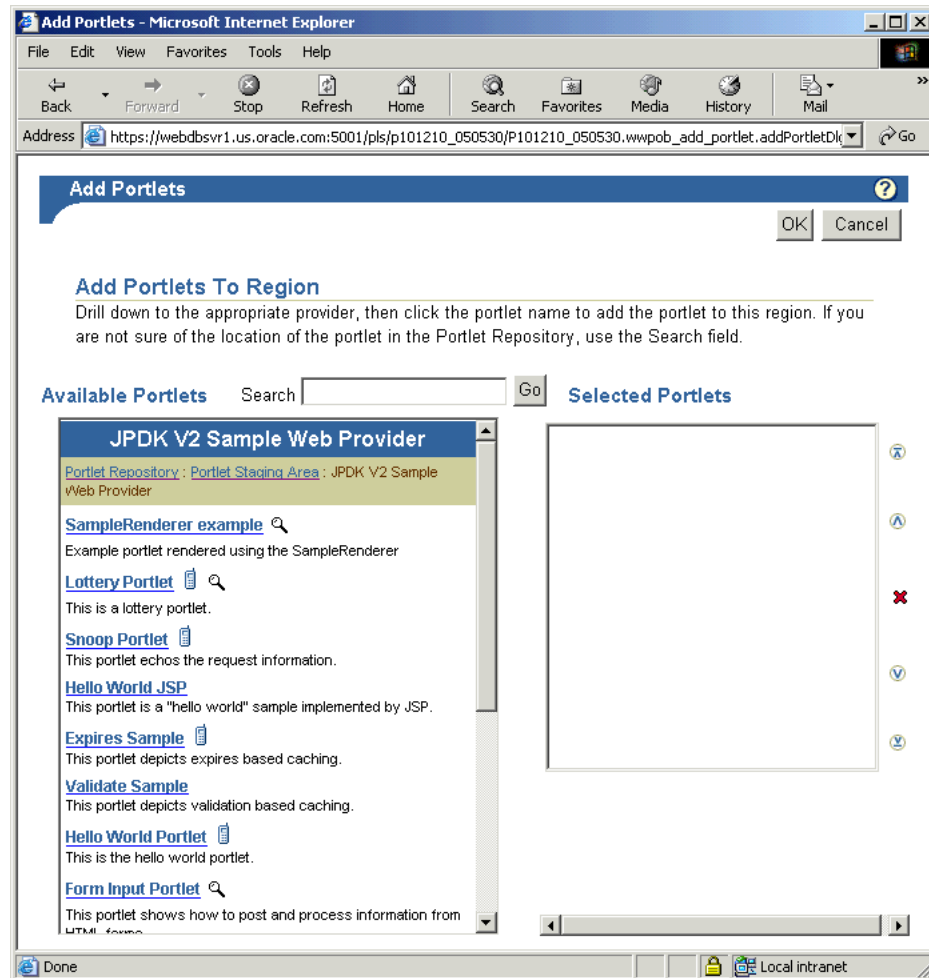 Add Portlets - Microsoft Internet Explorer
File Edit View Favorites Tools Help
Back Forward Stop Refresh Home Search Favorites Media History Mail »
Address https://webdbsvr1.us.oracle.com:5001/pls/p101210_050530/P101210_050530.wwpob_add_portlet.addPortletDlg Go
Add Portlets ?
OK Cancel
Add Portlets To Region
Drill down to the appropriate provider, then click the portlet name to add the portlet to this region. If you
are not sure of the location of the portlet in the Portlet Repository, use the Search field.
Available Portlets Search Go Selected Portlets
JPDK V2 Sample Web Provider
Portlet Repository : Portlet Staging Area : JPDK V2 Sample
Web Provider
SampleRenderer example
Example portlet rendered using the SampleRenderer
Lottery Portlet
This is a lottery portlet.
Snoop Portlet
This portlet echos the request information.
Hello World JSP
This portlet is a "hello world" sample implemented by JSP.
Expires Sample
This portlet depicts expires based caching.
Validate Sample
This portlet depicts validation based caching.
Hello World Portlet
This is the hello world portlet.
Form Input Portlet
This portlet shows how to post and process information from
HTML forms
Done Local intranet